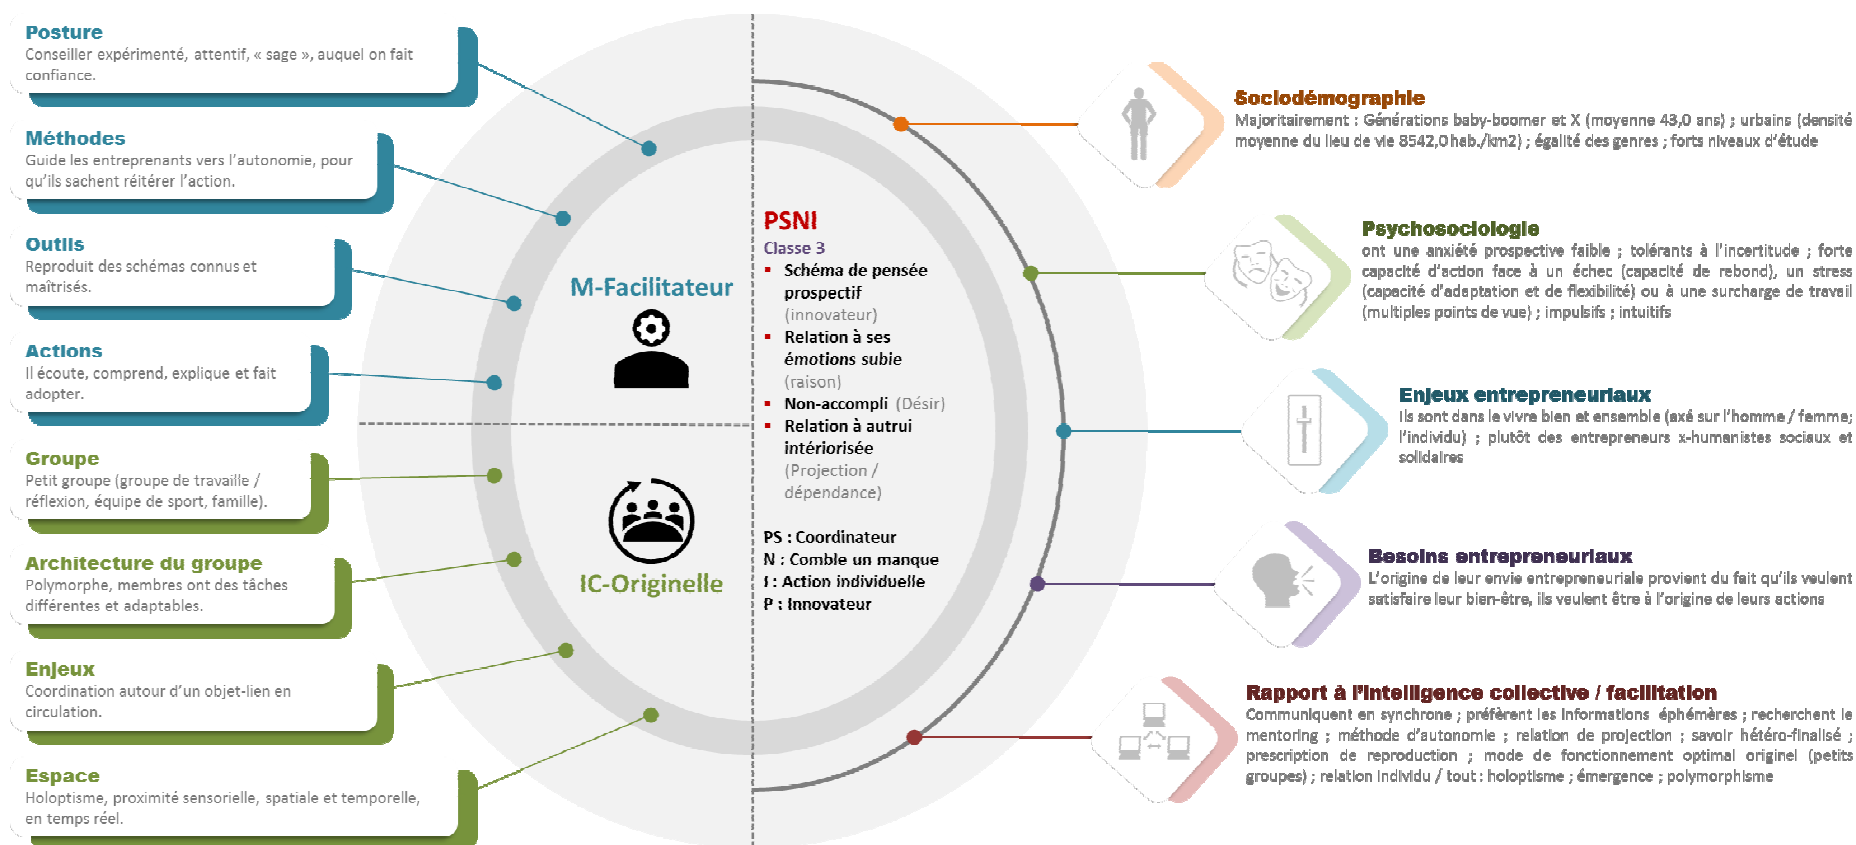 Posture
Conseiller expérimenté, attentif, « sage », auquel on fait
confiance.
Méthodes
Guide les entreprenants vers l'autonomie, pour
qu'ils sachent réitérer l'action.
Outils
Reproduit des schémas connus et
maîtrisés.
Actions
Il écoute, comprend, explique et fait
adopter.
Groupe
Petit groupe (groupe de travaille /
réflexion, équipe de sport, famille).
Architecture du groupe
Polymorphe, membres ont des tâches
différentes et adaptables.
Enjeux
Coordination autour d'un objet-lien en
circulation.
Espace
Holoptisme, proximité sensorielle, spatiale et temporelle,
en temps réel.
M-Facilitateur
IC-Originelle
PSNI
Classe 3
▪ Schéma de pensée
prospectif
(innovateur)
▪ Relation à ses
émotions subie
(raison)
▪ Non-accompli (Désir)
▪ Relation à autrui
intériorisée
(Projection /
dépendance)
PS : Coordinateur
N : Comble un manque
I : Action individuelle
P : Innovateur
Sociodémographie
Majoritairement : Générations baby-boomer et X (moyenne 43,0 ans) ; urbains (densité
moyenne du lieu de vie 8542,0 hab./km2) ; égalité des genres ; forts niveaux d'étude
Psychosociologie
ont une anxiété prospective faible ; tolérants à l'incertitude ; forte
capacité d'action face à un échec (capacité de rebond), un stress
(capacité d'adaptation et de flexibilité) ou à une surcharge de travail
(multiples points de vue) ; impulsifs ; intuitifs
Enjeux entrepreneuriaux
Ils sont dans le vivre bien et ensemble (axé sur l'homme / femme;
l'individu) ; plutôt des entrepreneurs x-humanistes sociaux et
solidaires
Besoins entrepreneuriaux
L'origine de leur envie entrepreneuriale provient du fait qu'ils veulent
satisfaire leur bien-être, ils veulent être à l'origine de leurs actions
Rapport à l'intelligence collective / facilitation
Communiquent en synchrone ; préfèrent les informations éphémères ; recherchent le
mentoring ; méthode d'autonomie ; relation de projection ; savoir hétéro-finalisé ;
prescription de reproduction ; mode de fonctionnement optimal originel (petits
groupes) ; relation individu / tout : holoptisme ; émergence ; polymorphisme